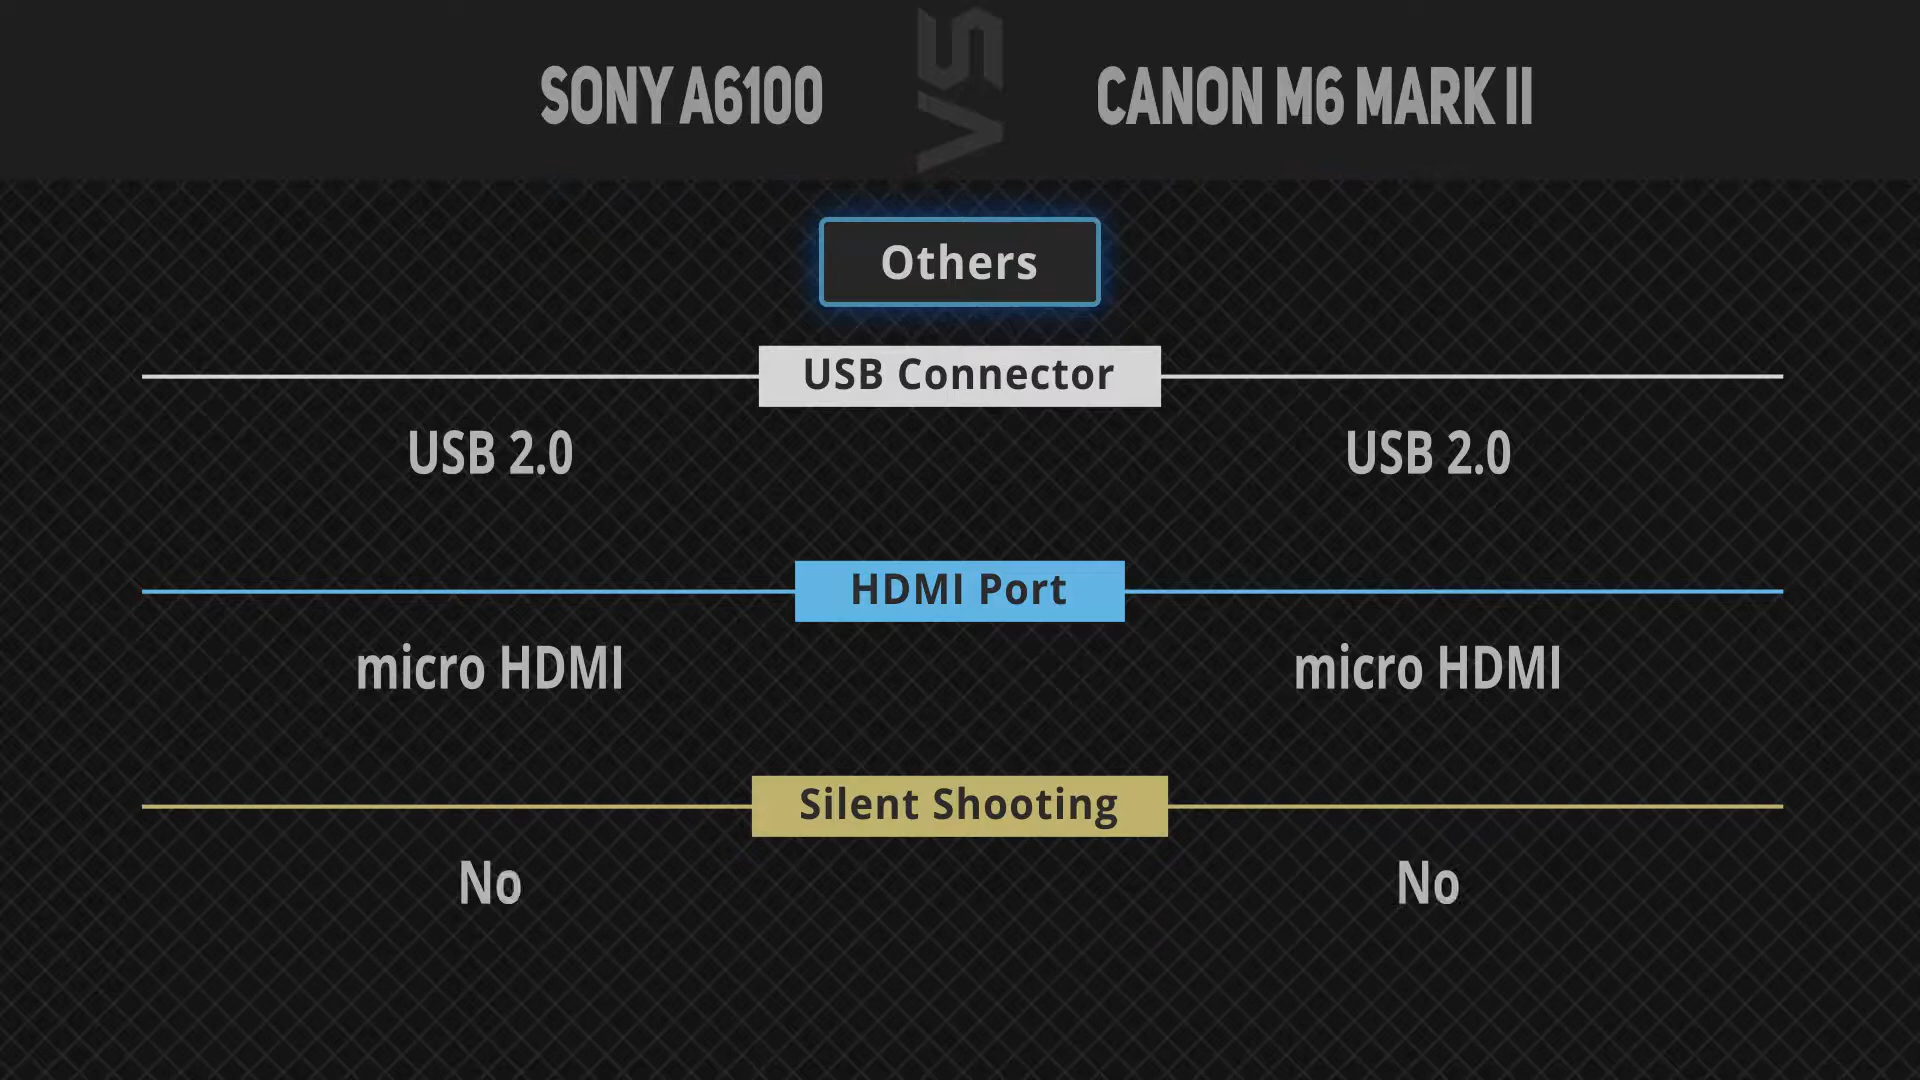 SONY A6100 VS CANON M6 MARK II
Others
USB Connector
USB 2.0 USB 2.0
HDMI Port
micro HDMI micro HDMI
Silent Shooting
No No